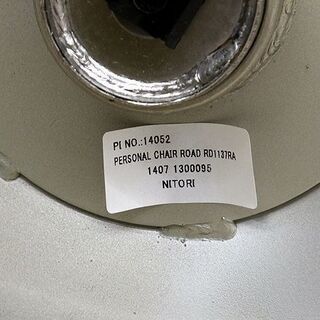 PI NO.:14052
PERSONAL CHAIR ROAD RD1137RA
1407 1300095
NITORI